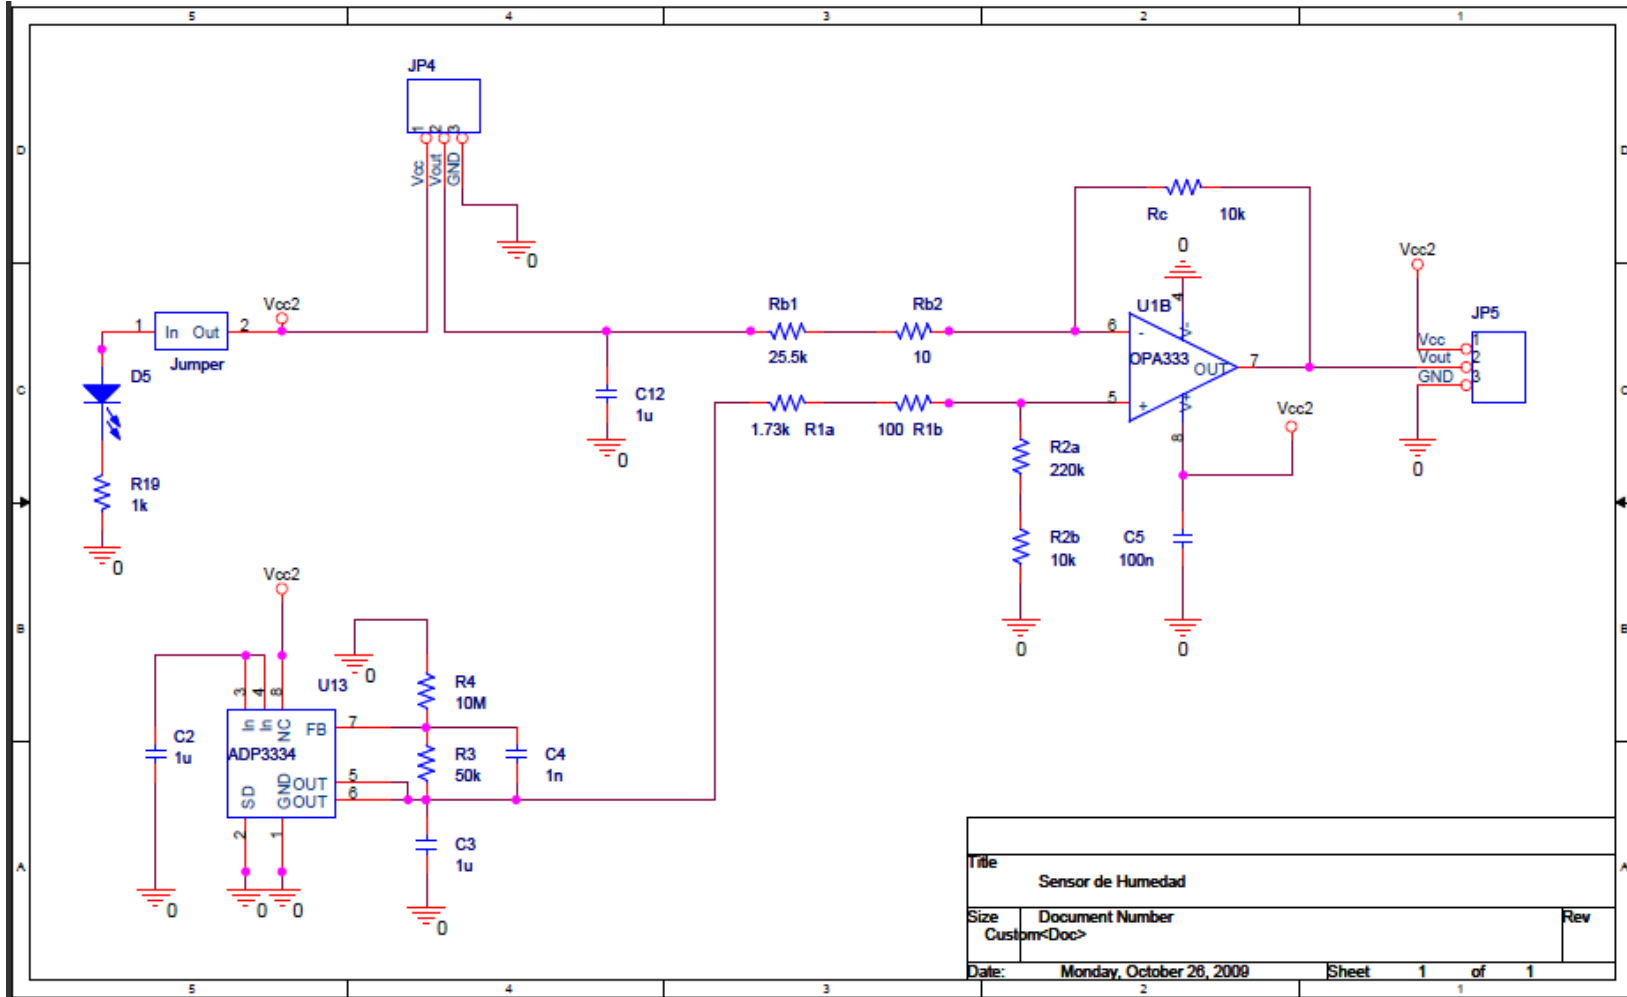 5 4 3 2 1
D
D
JP4
1 2 3
Vcc Vout GND
0
Rc 10k
0
Vcc2
Vcc2
1 In Out 2
Jumper
Rb1 Rb2
25.5k 10
4
U1B
6 - V-
OPA333
OUT 7
5 + V+
8
JP5
Vcc 1
Vout 2
GND 3
0
D5
C
C
C12
1u
0
1.73k R1a 100 R1b
Vcc2
R2a
220k
R19
1k
0
R2b
10k
C5
100n
0
0
Vcc2
B
B
0
U13
R4
10M
3 4 8
In In NC FB 7
ADP3334
C2
1u
R3
50k
C4
1n
OUT 5
OUT 6
SD GND
2 1
C3
1u
0
0 0
0
A
A
Title
Sensor de Humedad
Size Document Number Rev
Custom<Doc>
Date: Monday, October 26, 2009 Sheet 1 of 1
5 4 3 2 1